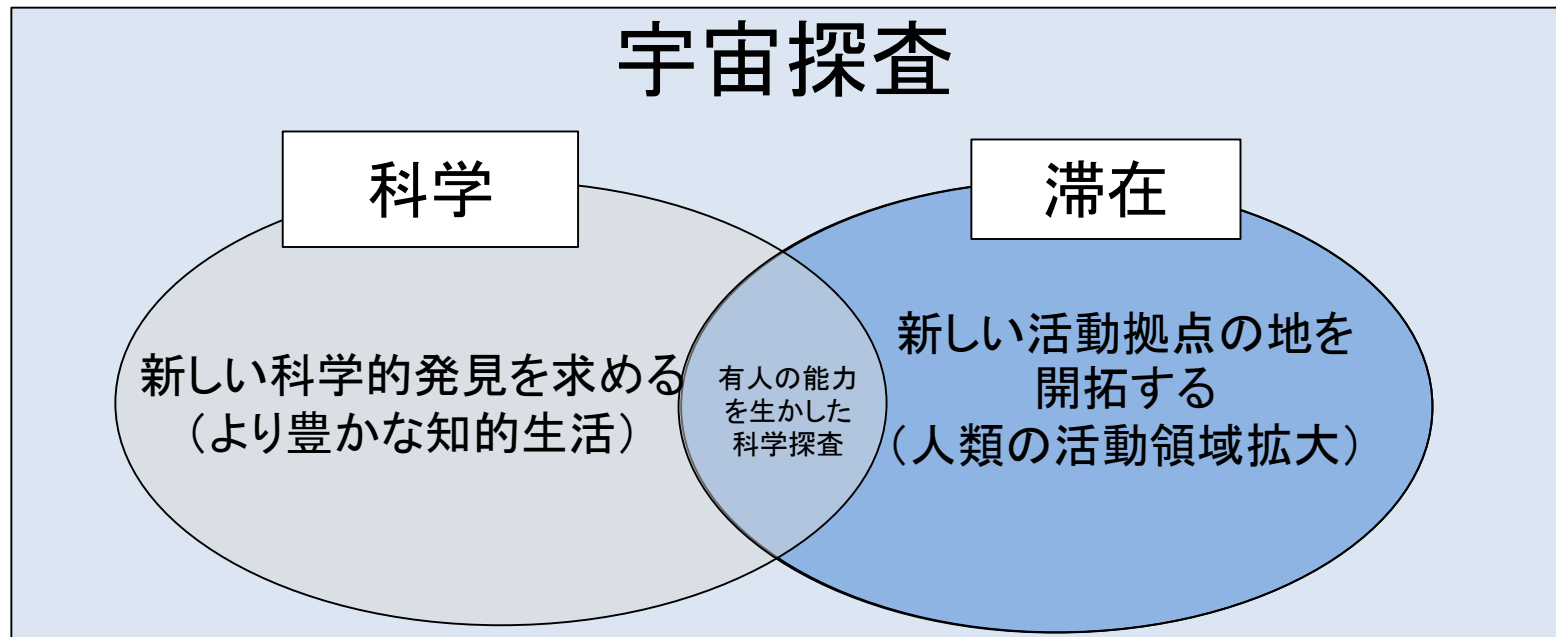 宇宙探査
科学
滞在
新しい科学的発見を求める
（より豊かな知的生活）
有人の能力
を生かした
科学探査
新しい活動拠点の地を
開拓する
（人類の活動領域拡大）